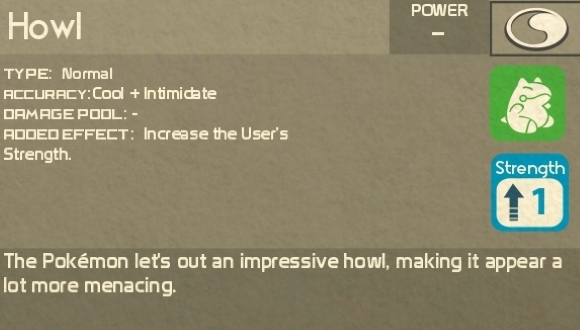 Howl
POWER
–
TYPE: Normal
ACCURACY: Cool + Intimidate
DAMAGE POOL: -
ADDED EFFECT: Increase the User's
Strength.
Strength
1
The Pokémon let's out an impressive howl, making it appear a
lot more menacing.